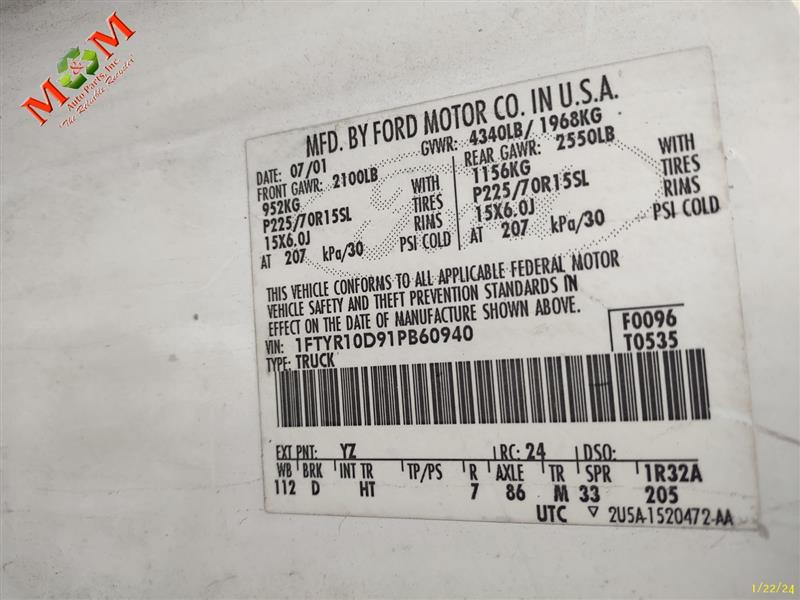 M M
Auto Parts, Inc
"The Reliable Recycler"
MFD. BY FORD MOTOR CO. IN U.S.A.
DATE: 07/01 GVWR: 4340LB/ 1968KG
FRONT GAWR: 2100LB REAR GAWR: 2550LB
952KG WITH 1156KG WITH
P225/70R15SL TIRES P225/70R15SL TIRES
15X6.0J RIMS 15X6.0J RIMS
AT 207 kPa/30 PSI COLD AT 207 kPa/30 PSI COLD
THIS VEHICLE CONFORMS TO ALL APPLICABLE FEDERAL MOTOR
VEHICLE SAFETY AND THEFT PREVENTION STANDARDS IN
EFFECT ON THE DATE OF MANUFACTURE SHOWN ABOVE.
VIN: 1FTYR10D91PB60940 F0096
TYPE: TRUCK T0535
EXT PNT: YZ RC: 24 DSO:
WB BRK INT TR TP/PS R AXLE TR SPR 1R32A
112 D HT 7 86 M 33 205
UTC ▽ 2U5A-1520472-AA
1/22/24